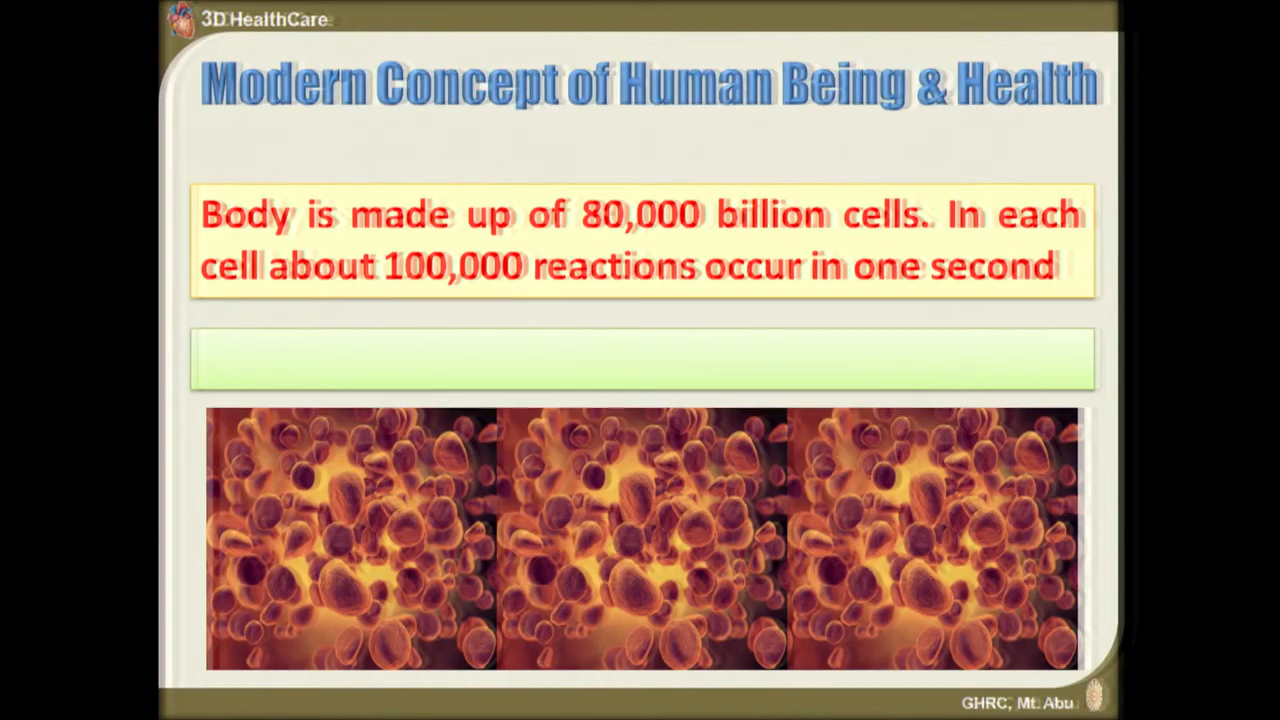 3D HealthCare
Modern Concept of Human Being & Health
Body is made up of 80,000 billion cells. In each
cell about 100,000 reactions occur in one second
GHRC, Mt. Abu